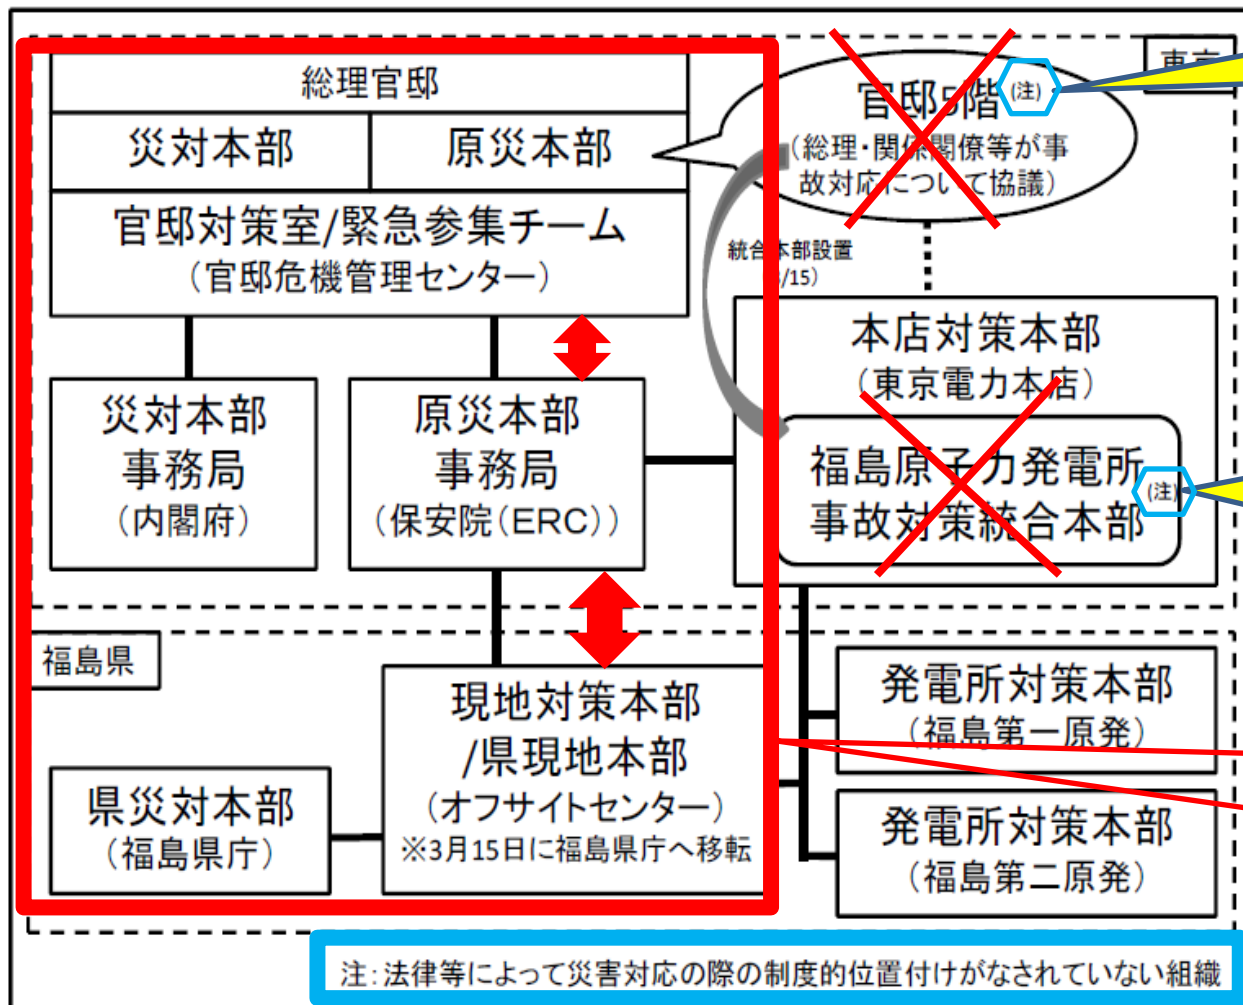 東京
総理官邸
災対本部
原災本部
官邸対策室/緊急参集チーム
(官邸危機管理センター)
官邸5階
(注)
(総理・関係閣僚等が事
故対応について協議)
統合本部設置
/15)
災対本部
事務局
(内閣府)
原災本部
事務局
(保安院(ERC))
本店対策本部
(東京電力本店)
福島原子力発電所
事故対策統合本部
(注)
福島県
現地対策本部
/県現地本部
(オフサイトセンター)
※3月15日に福島県庁へ移転
県災対本部
(福島県庁)
発電所対策本部
(福島第一原発)
発電所対策本部
(福島第二原発)
注:法律等によって災害対応の際の制度的位置付けがなされていない組織